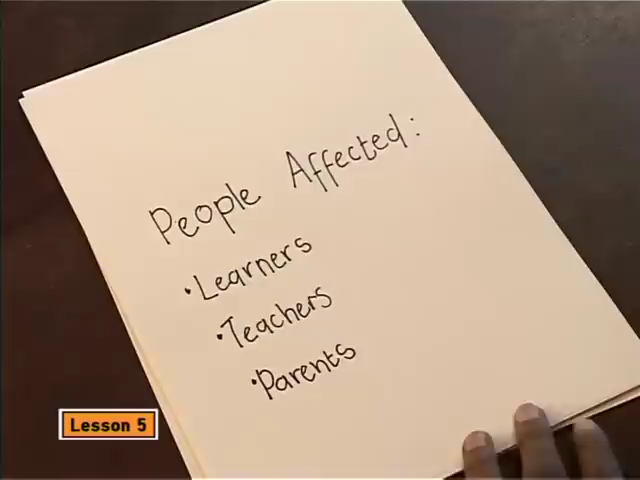 People Affected:
•Learners
•Teachers
•Parents
Lesson 5